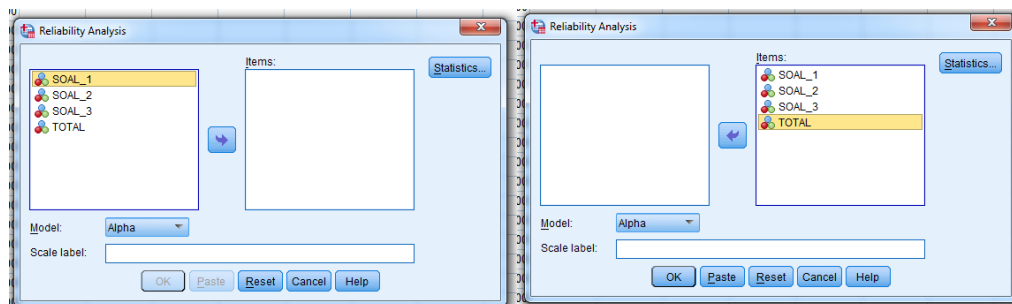 Reliability Analysis
Items:
Statistics...
SOAL_1
SOAL_2
SOAL_3
TOTAL
Model:
Alpha
Scale label:
OK
Paste
Reset
Cancel
Help
Reliability Analysis
Items:
Statistics...
SOAL_1
SOAL_2
SOAL_3
TOTAL
Model:
Alpha
Scale label:
OK
Paste
Reset
Cancel
Help